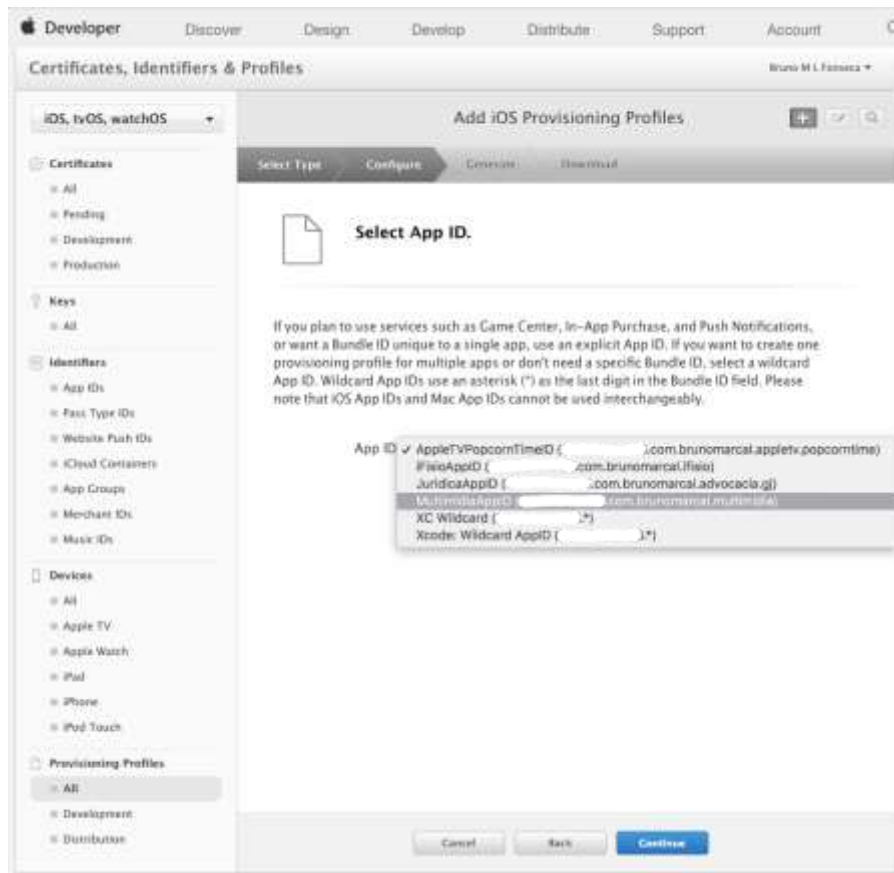 Developer Discover Design Develop Distribute Support Account
Certificates, Identifiers & Profiles
Bruno M L Fonseca
iOS, tvOS, watchOS
Add iOS Provisioning Profiles
Select Type Configure Generate Download
Certificates
All
Pending
Development
Production
Keys
All
Identifiers
App IDs
Pass Type IDs
Website Push IDs
iCloud Containers
App Groups
Merchant IDs
Music IDs
Devices
All
Apple TV
Apple Watch
iPad
iPhone
iPod Touch
Provisioning Profiles
All
Development
Distribution
Select App ID.
If you plan to use services such as Game Center, In-App Purchase, and Push Notifications,
or want a Bundle ID unique to a single app, use an explicit App ID. If you want to create one
provisioning profile for multiple apps or don't need a specific Bundle ID, select a wildcard
App ID. Wildcard App IDs use an asterisk (*) as the last digit in the Bundle ID field. Please
note that iOS App IDs and Mac App IDs cannot be used interchangeably.
App ID ✓ AppleTVPopcornTimeID ( .com.brunomarcal.appletv.popcorntime)
iFisioAppID ( .com.brunomarcal.ifisio)
JuridicaAppID ( .com.brunomarcal.advocacia.gj)
MultimidiaAppID ( .com.brunomarcal.multimidia)
XC Wildcard ( .*)
Xcode: Wildcard AppID ( .*)
Cancel Back Continue